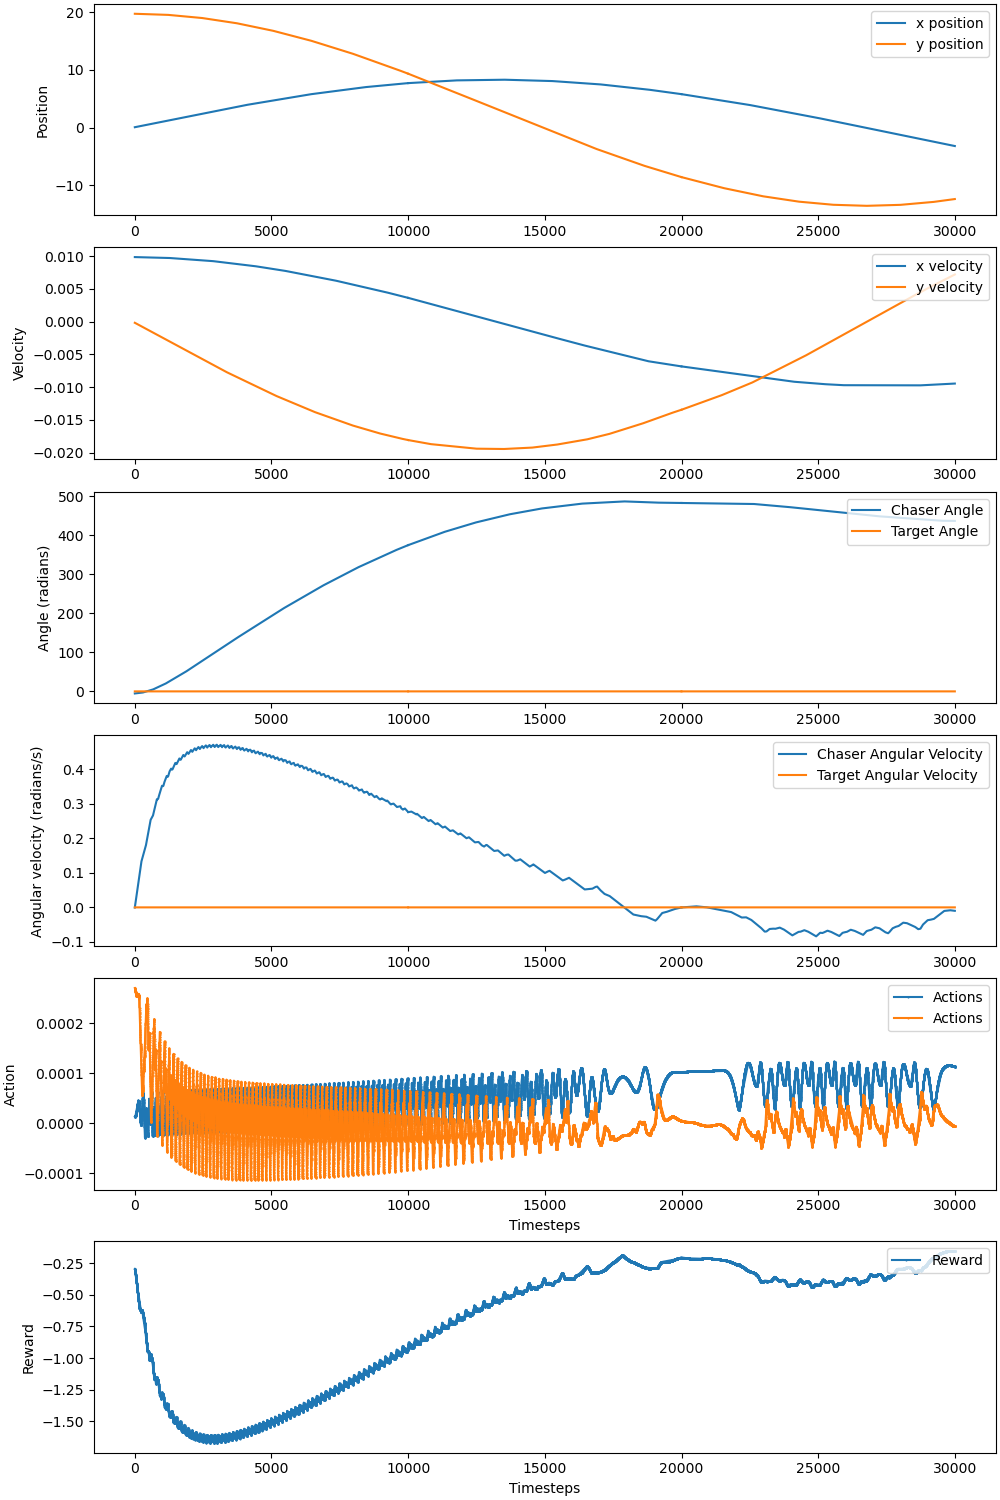 20
10
0
−10
Position
x position
y position
0 5000 10000 15000 20000 25000 30000
0.010
0.005
0.000
−0.005
−0.010
−0.015
−0.020
Velocity
x velocity
y velocity
0 5000 10000 15000 20000 25000 30000
500
400
300
200
100
0
Angle (radians)
Chaser Angle
Target Angle
0 5000 10000 15000 20000 25000 30000
0.4
0.3
0.2
0.1
0.0
−0.1
Angular velocity (radians/s)
Chaser Angular Velocity
Target Angular Velocity
0 5000 10000 15000 20000 25000 30000
0.0002
0.0001
0.0000
−0.0001
Action
Actions
Actions
0 5000 10000 15000 20000 25000 30000
Timesteps
−0.25
−0.50
−0.75
−1.00
−1.25
−1.50
Reward
Reward
0 5000 10000 15000 20000 25000 30000
Timesteps